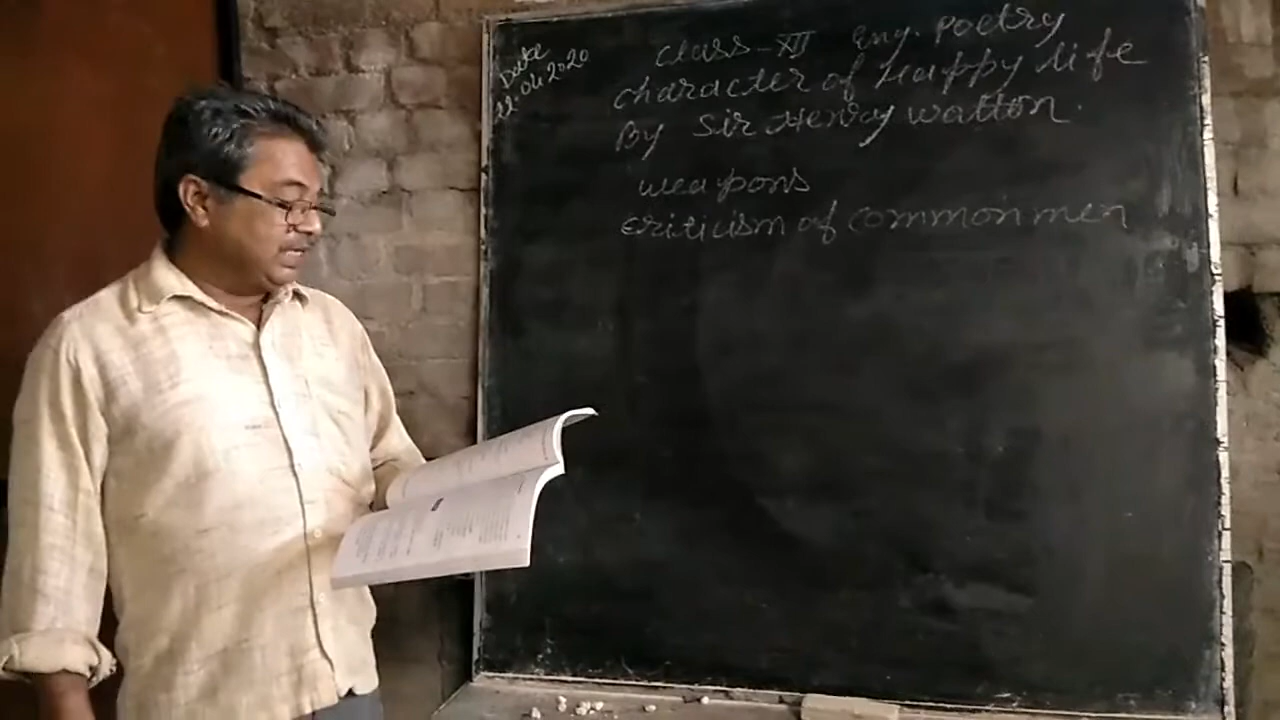 Date
22.04.2020
Class-XII Eng. Poetry
Character of Happy life
By Sir Henry Watton.
weapons
criticism of common men